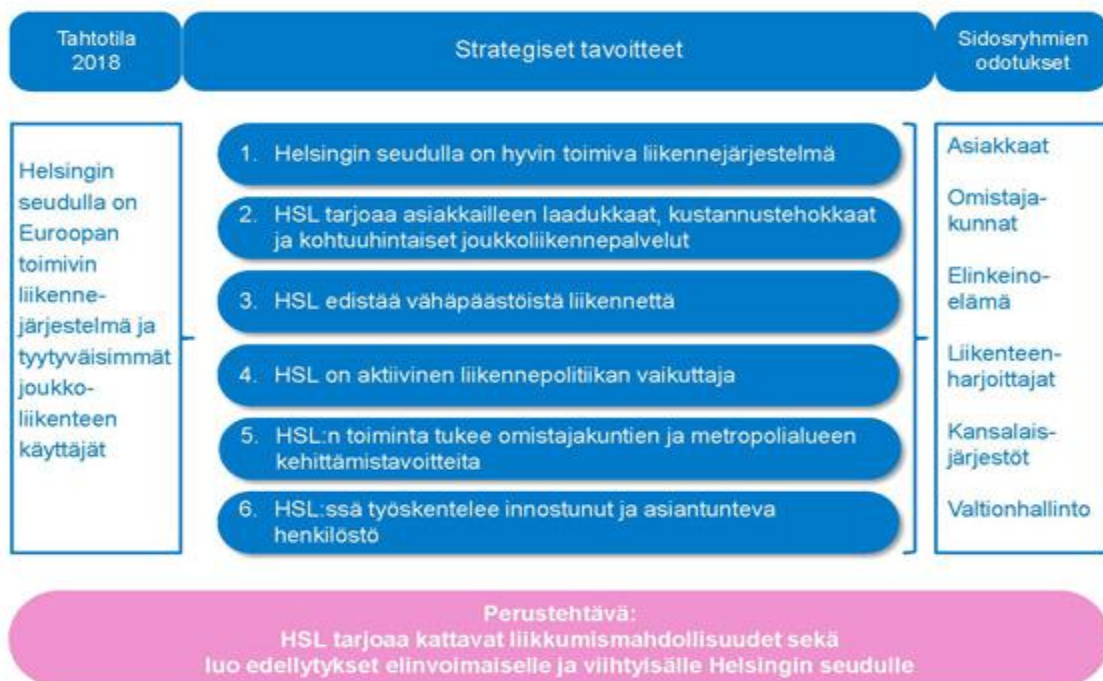 Tahtotila
2018
Strategiset tavoitteet
Sidosryhmien
odotukset
Helsingin
seudulla on
Euroopan
toimivin
liikenne-
järjestelmä ja
tyytyväisimmät
joukko-
liikenteen
käyttäjät
1. Helsingin seudulla on hyvin toimiva liikennejärjestelmä
2. HSL tarjoaa asiakkailleen laadukkaat, kustannustehokkaat
ja kohtuuhintaiset joukkoliikennepalvelut
3. HSL edistää vähäpäästöistä liikennettä
4. HSL on aktiivinen liikennepolitiikan vaikuttaja
5. HSL:n toiminta tukee omistajakuntien ja metropolialueen
kehittämistavoitteita
6. HSL:ssä työskentelee innostunut ja asiantunteva
henkilöstö
Asiakkaat
Omistaja-
kunnat
Elinkeino-
elämä
Liikenteen-
harjoittajat
Kansalais-
järjestöt
Valtionhallinto
Perustehtävä:
HSL tarjoaa kattavat liikkumismahdollisuudet sekä
luo edellytykset elinvoimaiselle ja viihtyisälle Helsingin seudulle